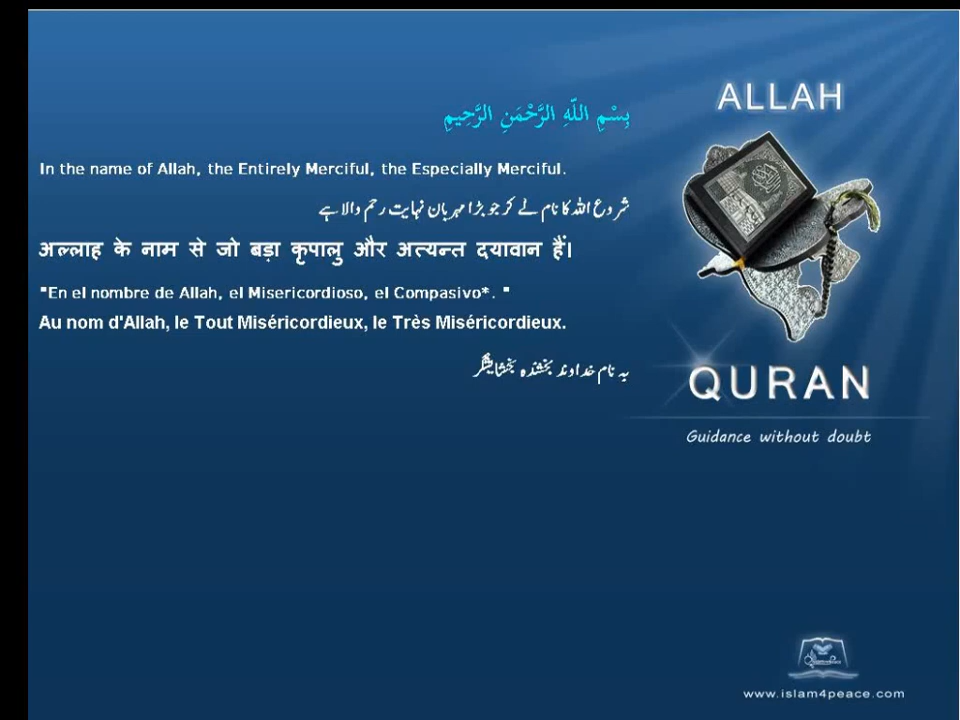 بِسْمِ اللّهِ الرَّحْمَنِ الرَّحِيمِ
In the name of Allah, the Entirely Merciful, the Especially Merciful.
شروع الله کا نام لے کر جو بڑا مہربان نہایت رحم والا ہے
अल्लाह के नाम से जो बड़ा कृपालु और अत्यन्त दयावान हैं।
"En el nombre de Allah, el Misericordioso, el Compasivo*. "
Au nom d'Allah, le Tout Miséricordieux, le Très Miséricordieux.
به نام خداوند بخشنده بخشایشگر
ALLAH
QURAN
Guidance without doubt
www.islam4peace.com